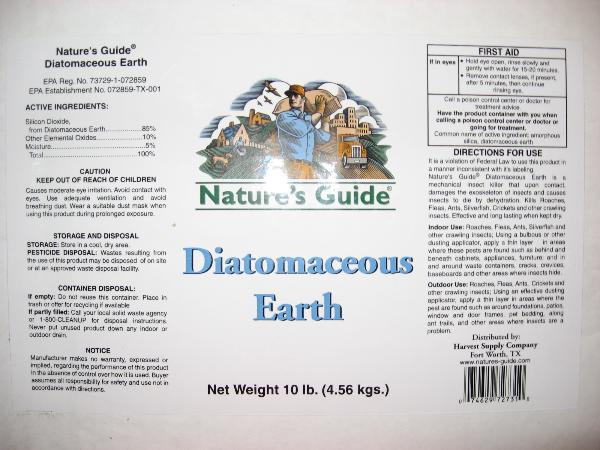 Nature's Guide®
Diatomaceous Earth
EPA Reg. No. 73729-1-072859
EPA Establishment No. 072859-TX-001
ACTIVE INGREDIENTS:
Silicon Dioxide,
from Diatomaceous Earth....................85%
Other Elemental Oxides.......................10%
Moisture.................................................5%
Total...................................................100%
CAUTION
KEEP OUT OF REACH OF CHILDREN
Causes moderate eye irritation. Avoid contact with
eyes. Use adequate ventilation and avoid
breathing dust. Wear a suitable dust mask when
using this product during prolonged exposure.
STORAGE AND DISPOSAL
STORAGE: Store in a cool, dry area.
PESTICIDE DISPOSAL: Wastes resulting from
the use of this product may be disposed of on site
or at an approved waste disposal facility.
CONTAINER DISPOSAL:
If empty: Do not reuse this container. Place in
trash or offer for recycling if available.
If partly filled: Call your local solid waste agency
or 1-800-CLEANUP for disposal instructions.
Never put unused product down any indoor or
outdoor drain.
NOTICE
Manufacturer makes no warranty, expressed or
implied, regarding the performance of this product
in the absence of control over how it is used. Buyer
assumes all responsibility for safety and use not in
accordance with directions.
Nature's Guide®
Diatomaceous
Earth
Net Weight 10 lb. (4.56 kgs.)
FIRST AID
If in eyes • Hold eye open, rinse slowly and
gently with water for 15-20 minutes.
• Remove contact lenses, if present,
after 5 minutes, then continue
rinsing eye.
Call a poison control center or doctor for
treatment advice.
Have the product container with you when
calling a poison control center or doctor or
going for treatment.
Common name of active ingredient: amorphous
silica, diatomaceous earth
DIRECTIONS FOR USE
It is a violation of Federal Law to use this product in
a manner inconsistent with it's labeling.
Nature's Guide® Diatomaceous Earth is a
mechanical insect killer that upon contact,
damages the exoskeleton of insects and causes
insects to die by dehydration. Kills Roaches,
Fleas, Ants, Silverfish, Crickets and other crawling
insects. Effective and long lasting when kept dry.
Indoor Use: Roaches, Fleas, Ants, Silverfish and
other crawling insects; Using a bulbous or other
dusting applicator, apply a thin layer in areas
where these pests are found such as behind and
beneath cabinets, appliances, furniture; and in
and around waste containers, cracks, crevices,
baseboards and other areas where insects hide.
Outdoor Use: Roaches, Fleas, Ants, Crickets and
other crawling insects; Using an effective dusting
applicator, apply a thin layer in areas where the
pest are found such as around foundations, patios,
window and door frames, pet bedding, along
ant trails, and other areas where insects are a
problem.
Distributed by:
Harvest Supply Company
Fort Worth, TX
www.natures-guide.com
0 74629 72731 8